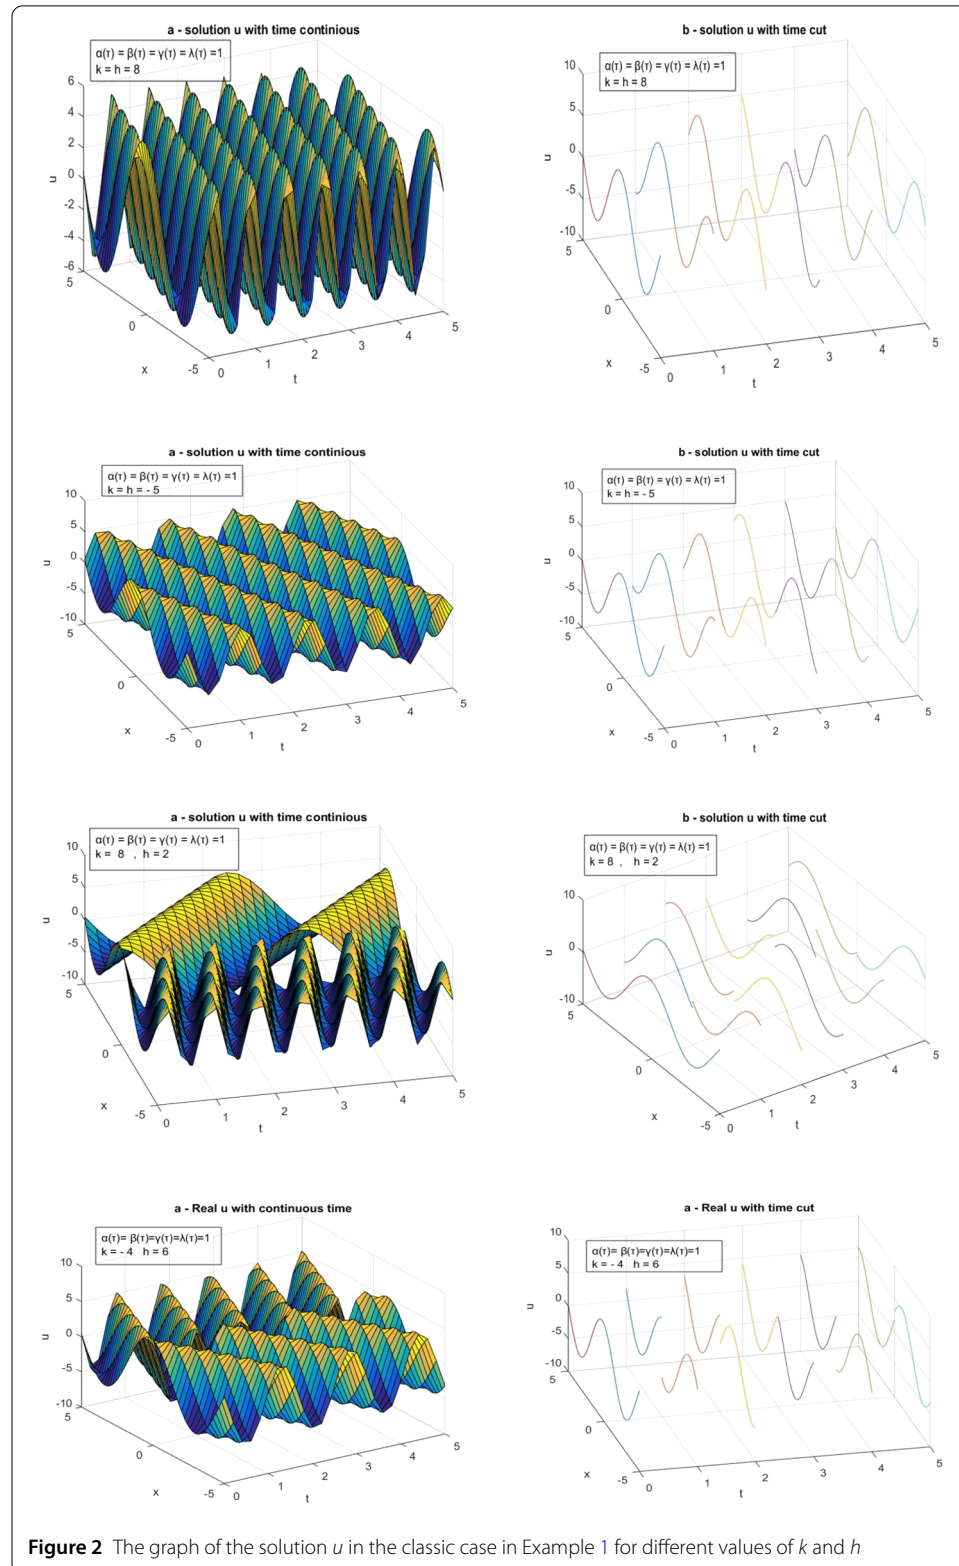 a - solution u with time continious
α(τ) = β(τ) = γ(τ) = λ(τ) =1
k = h = 8
6
4
2
0
-2
-4
-6
u
5
0
-5
x
0
1
2
3
4
5
t
b - solution u with time cut
α(τ) = β(τ) = γ(τ) = λ(τ) =1
k = h = 8
10
5
0
-5
-10
u
5
0
-5
x
0
1
2
3
4
5
t
a - solution u with time continious
α(τ) = β(τ) = γ(τ) = λ(τ) =1
k = h = - 5
10
5
0
-5
-10
u
5
0
-5
x
0
1
2
3
4
5
t
b - solution u with time cut
α(τ) = β(τ) = γ(τ) = λ(τ) =1
k = h = - 5
10
5
0
-5
-10
u
5
0
-5
x
0
1
2
3
4
5
t
a - solution u with time continious
α(τ) = β(τ) = γ(τ) = λ(τ) =1
k = 8 , h = 2
10
5
0
-5
-10
u
5
0
-5
x
0
1
2
3
4
5
t
b - solution u with time cut
α(τ) = β(τ) = γ(τ) = λ(τ) =1
k = 8 , h = 2
10
0
-10
u
5
0
-5
x
0
1
2
3
4
5
t
a - Real u with continuous time
α(τ)= β(τ)=γ(τ)=λ(τ)=1
k = - 4 h = 6
10
5
0
-5
-10
u
5
0
-5
x
0
1
2
3
4
5
t
a - Real u with time cut
α(τ)= β(τ)=γ(τ)=λ(τ)=1
k = - 4 h = 6
10
5
0
-5
-10
u
5
0
-5
x
0
1
2
3
4
5
t
Figure 2 The graph of the solution u in the classic case in Example 1 for different values of k and h